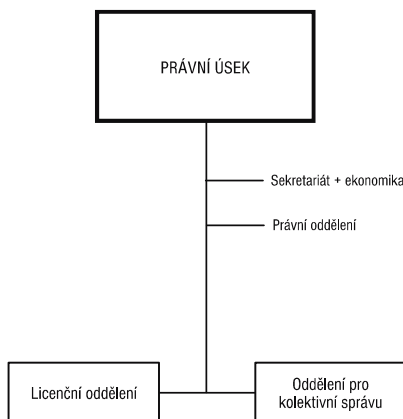 PRÁVNÍ ÚSEK
Sekretariát + ekonomika
Právní oddělení
Licenční oddělení
Oddělení pro
kolektivní správu